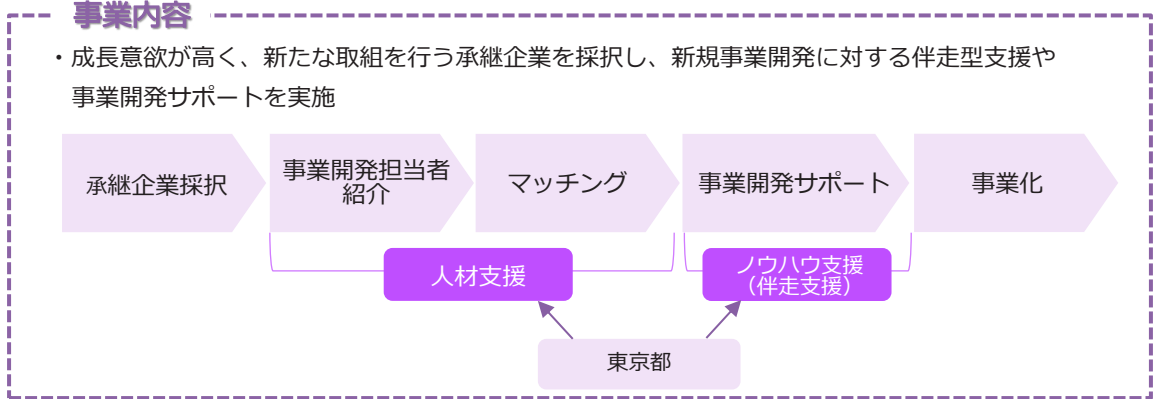 事業内容
・成長意欲が高く、新たな取組を行う承継企業を採択し、新規事業開発に対する伴走型支援や
事業開発サポートを実施
承継企業採択
事業開発担当者
紹介
マッチング
事業開発サポート
事業化
人材支援
ノウハウ支援
（伴走支援）
東京都